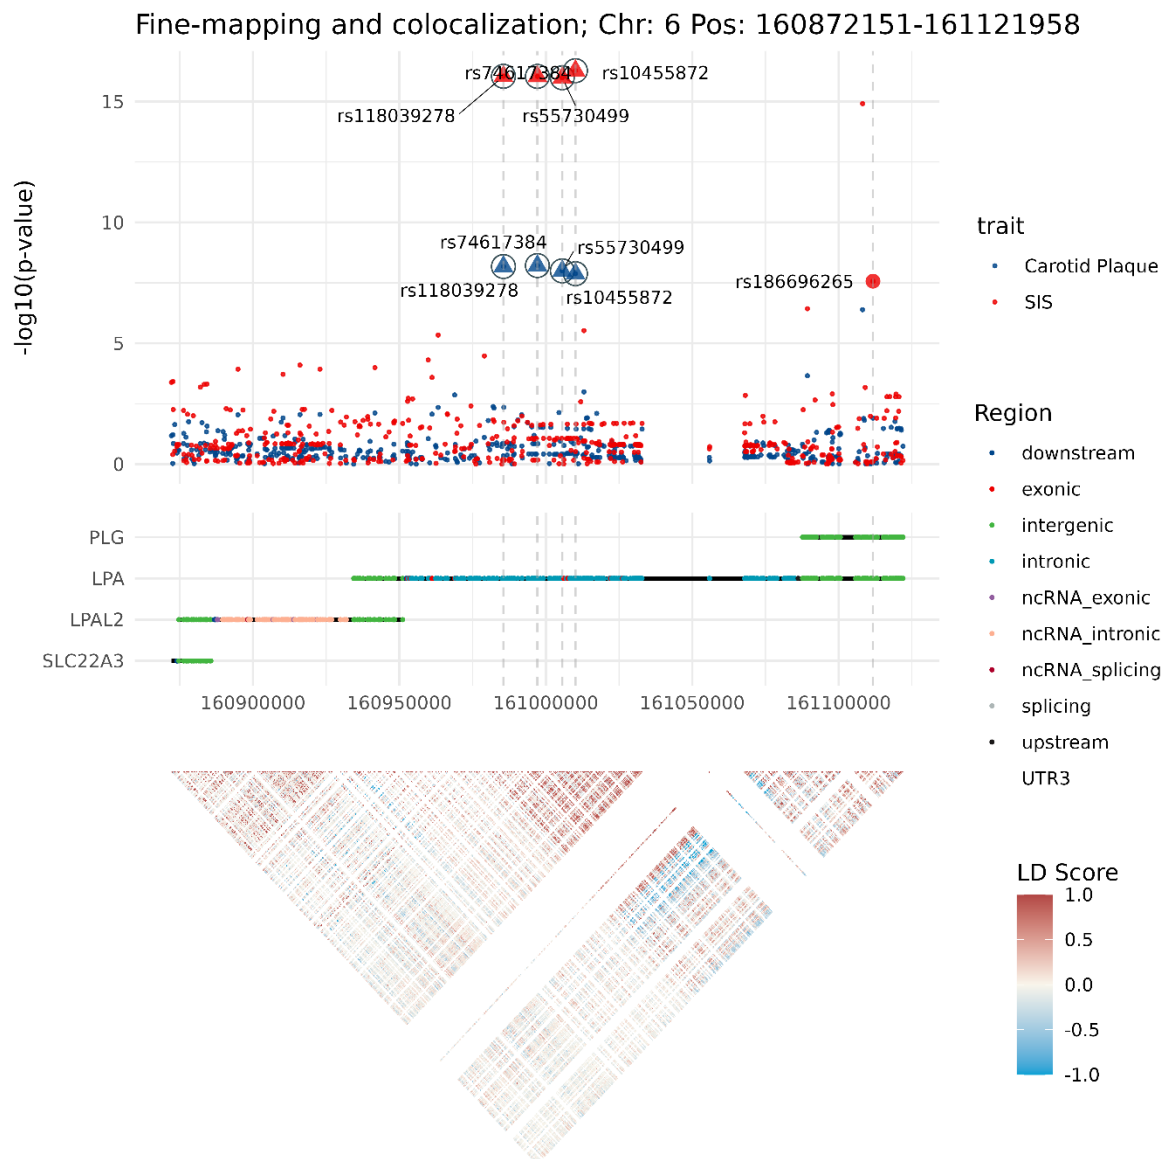 Fine-mapping and colocalization; Chr: 6 Pos: 160872151-161121958
-log10(p-value)
15
10
5
0
rs74617384
rs10455872
rs118039278
rs55730499
rs74617384
rs55730499
rs118039278
rs10455872
rs186696265
trait
Carotid Plaque
SIS
Region
downstream
exonic
intergenic
intronic
ncRNA_exonic
ncRNA_intronic
ncRNA_splicing
splicing
upstream
UTR3
PLG
LPA
LPAL2
SLC22A3
160900000 160950000 161000000 161050000 161100000
LD Score
1.0
0.5
0.0
-0.5
-1.0